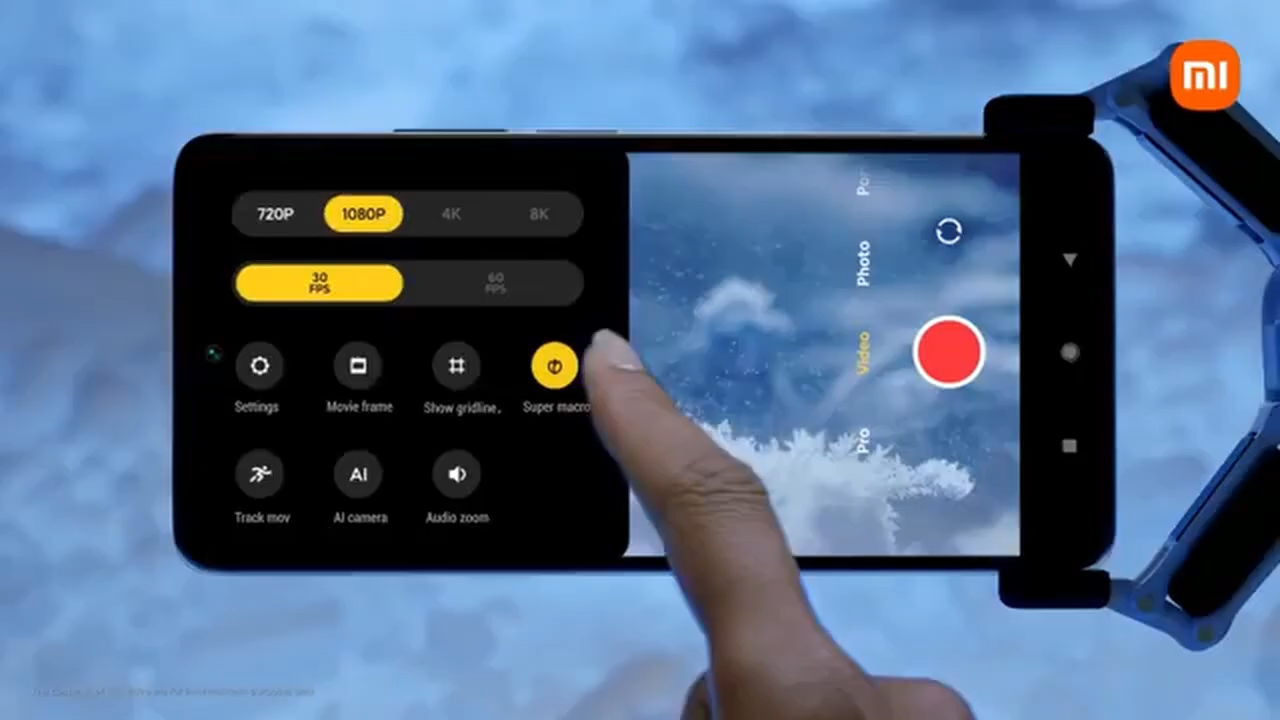 MI
720P 1080P 4K 8K
30
FPS
60
FPS
Settings Movie frame Show gridline. Super macro
Track mov AI camera Audio zoom
AI
Photo
Video
Pro